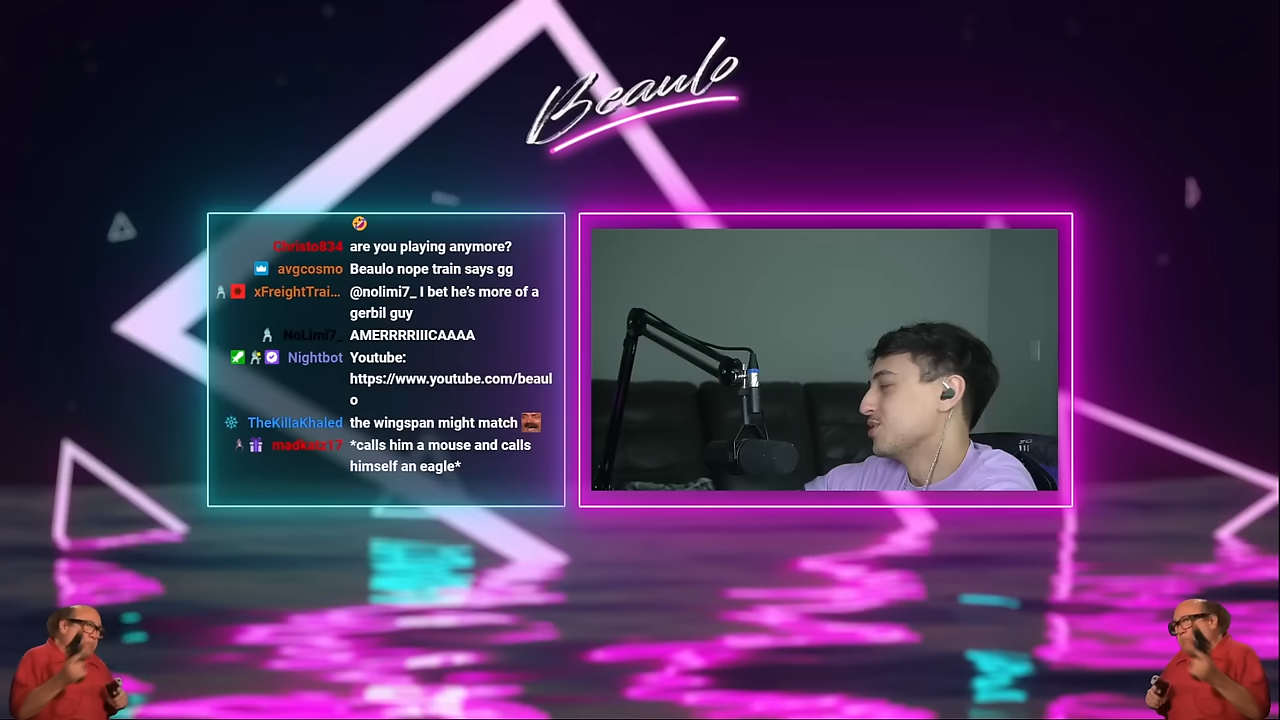 Beaulo
Christo834 are you playing anymore?
avgcosmo Beaulo nope train says gg
xFreightTrai... @nolimi7_ I bet he's more of a
gerbil guy
NoLimi7_ AMERRRRIIICAAAA
Nightbot Youtube:
https://www.youtube.com/beaul
o
TheKillaKhaled the wingspan might match
madkatz17 *calls him a mouse and calls
himself an eagle*